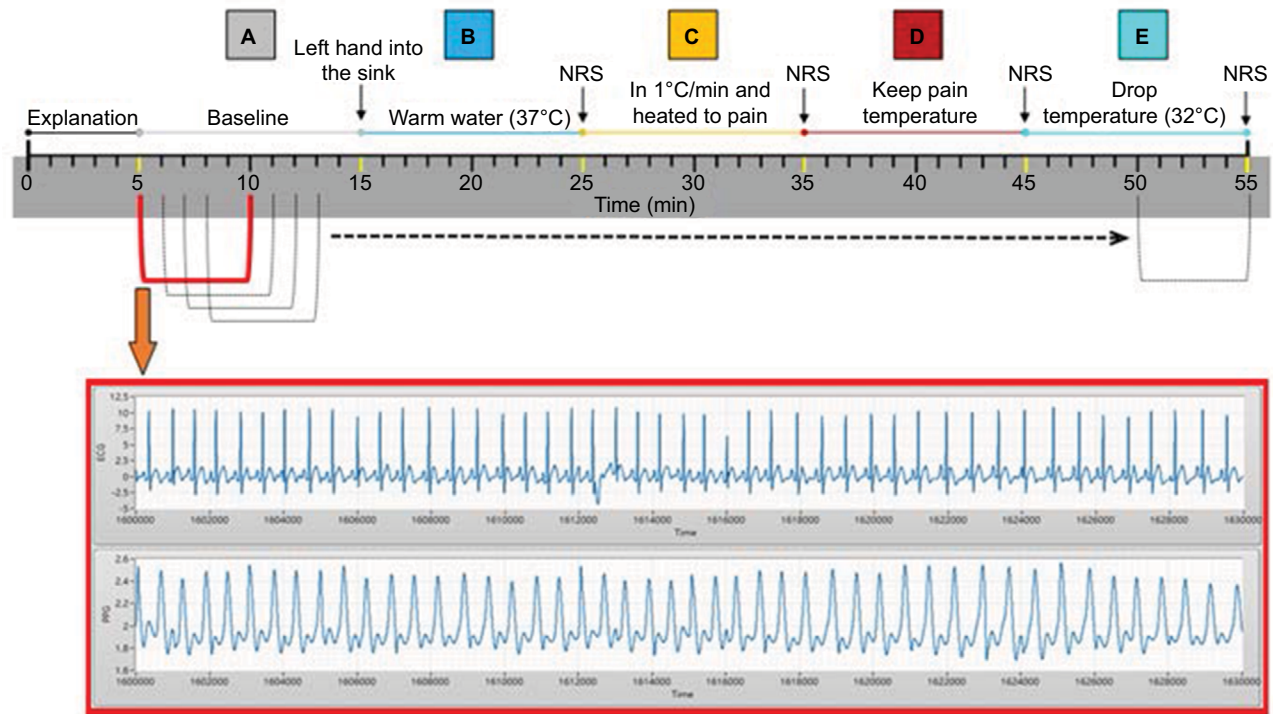 A
B
C
D
E
Left hand into
the sink
NRS
NRS
NRS
NRS
Explanation
Baseline
Warm water (37°C)
In 1°C/min and
heated to pain
Keep pain
temperature
Drop
temperature (32°C)
0 5 10 15 20 25 30 35 40 45 50 55
Time (min)
ECG
12.5
10
7.5
5
2.5
0
-2.5
-5
1600000 1602000 1604000 1606000 1608000 1610000 1612000 1614000 1616000 1618000 1620000 1622000 1624000 1626000 1628000 1630000
Time
PPG
2.6
2.4
2.2
2
1.8
1.6
1600000 1602000 1604000 1606000 1608000 1610000 1612000 1614000 1616000 1618000 1620000 1622000 1624000 1626000 1628000 1630000
Time